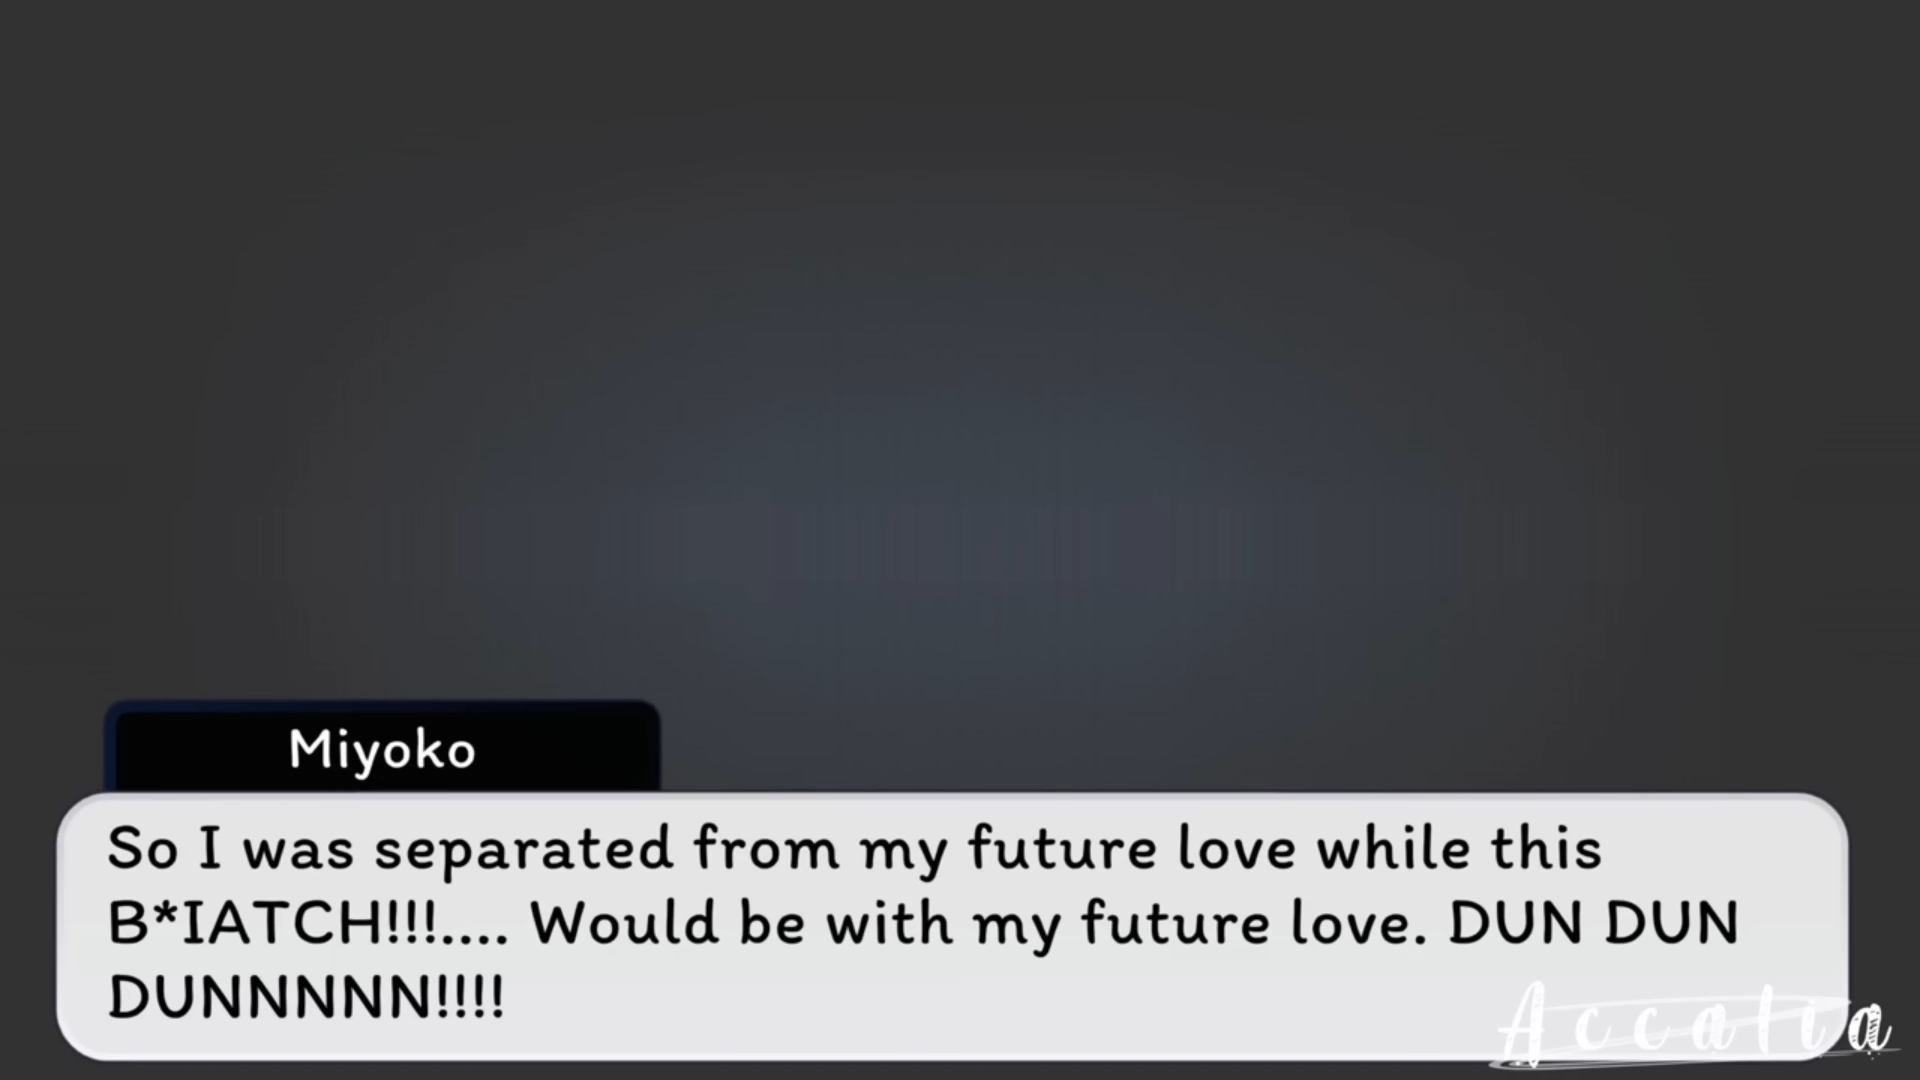 Miyoko
So I was separated from my future love while this
B*IATCH!!!.... Would be with my future love. DUN DUN
DUNNNNN!!!!
Accalia